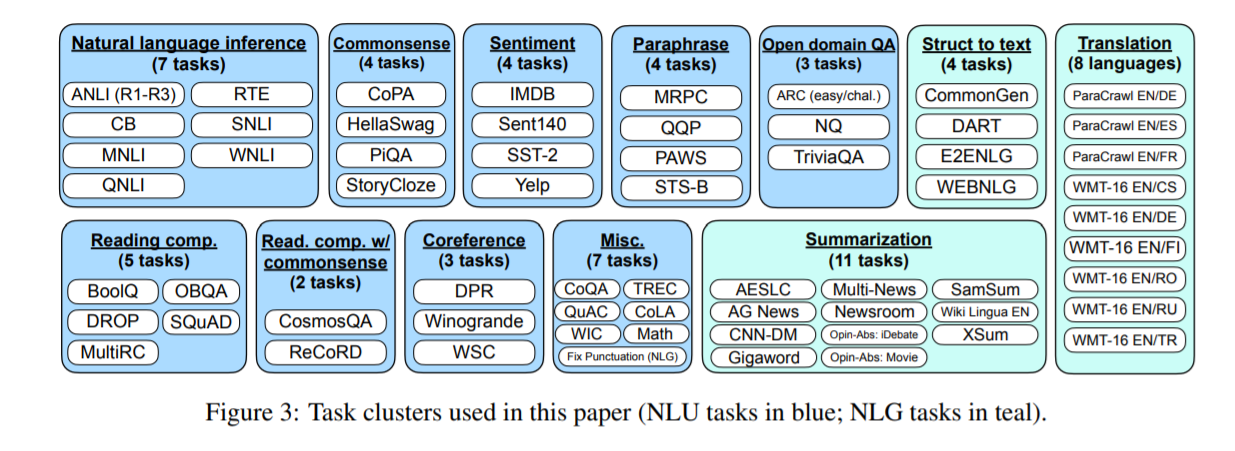 Natural language inference
(7 tasks)
ANLI (R1-R3)
RTE
CB
SNLI
MNLI
WNLI
QNLI
Commonsense
(4 tasks)
CoPA
HellaSwag
PiQA
StoryCloze
Sentiment
(4 tasks)
IMDB
Sent140
SST-2
Yelp
Paraphrase
(4 tasks)
MRPC
QQP
PAWS
STS-B
Open domain QA
(3 tasks)
ARC (easy/chal.)
NQ
TriviaQA
Struct to text
(4 tasks)
CommonGen
DART
E2ENLG
WEBNLG
Translation
(8 languages)
ParaCrawl EN/DE
ParaCrawl EN/ES
ParaCrawl EN/FR
WMT-16 EN/CS
WMT-16 EN/DE
WMT-16 EN/FI
WMT-16 EN/RO
WMT-16 EN/RU
WMT-16 EN/TR
Reading comp.
(5 tasks)
BoolQ
OBQA
DROP
SQuAD
MultiRC
Read. comp. w/
commonsense
(2 tasks)
CosmosQA
ReCoRD
Coreference
(3 tasks)
DPR
Winogrande
WSC
Misc.
(7 tasks)
CoQA
TREC
QuAC
CoLA
WIC
Math
Fix Punctuation (NLG)
Summarization
(11 tasks)
AESLC
Multi-News
SamSum
AG News
Newsroom
Wiki Lingua EN
CNN-DM
Opin-Abs: iDebate
XSum
Gigaword
Opin-Abs: Movie
Figure 3: Task clusters used in this paper (NLU tasks in blue; NLG tasks in teal).